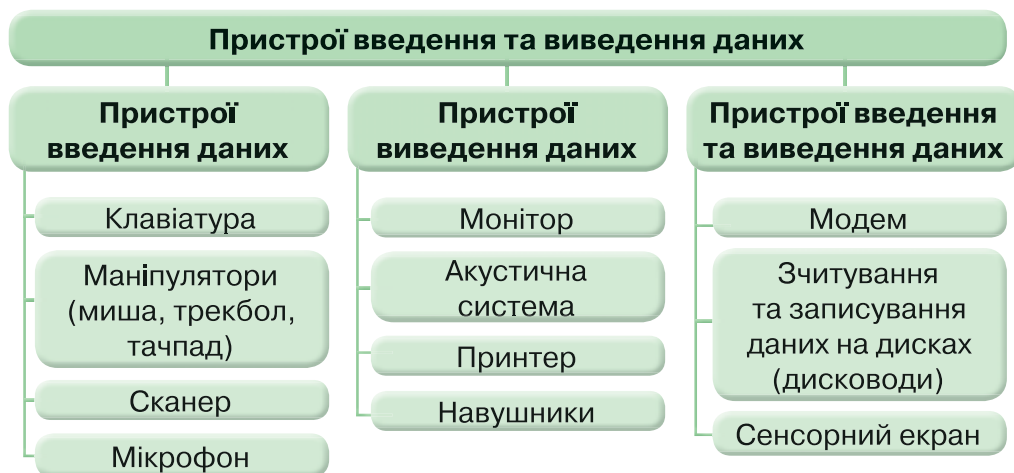 Пристрої введення та виведення даних
Пристрої
введення даних
Клавіатура
Маніпулятори
(миша, трекбол,
тачпад)
Сканер
Мікрофон
Пристрої
виведення даних
Монітор
Акустична
система
Принтер
Навушники
Пристрої введення
та виведення даних
Модем
Зчитування
та записування
даних на дисках
(дисководи)
Сенсорний екран